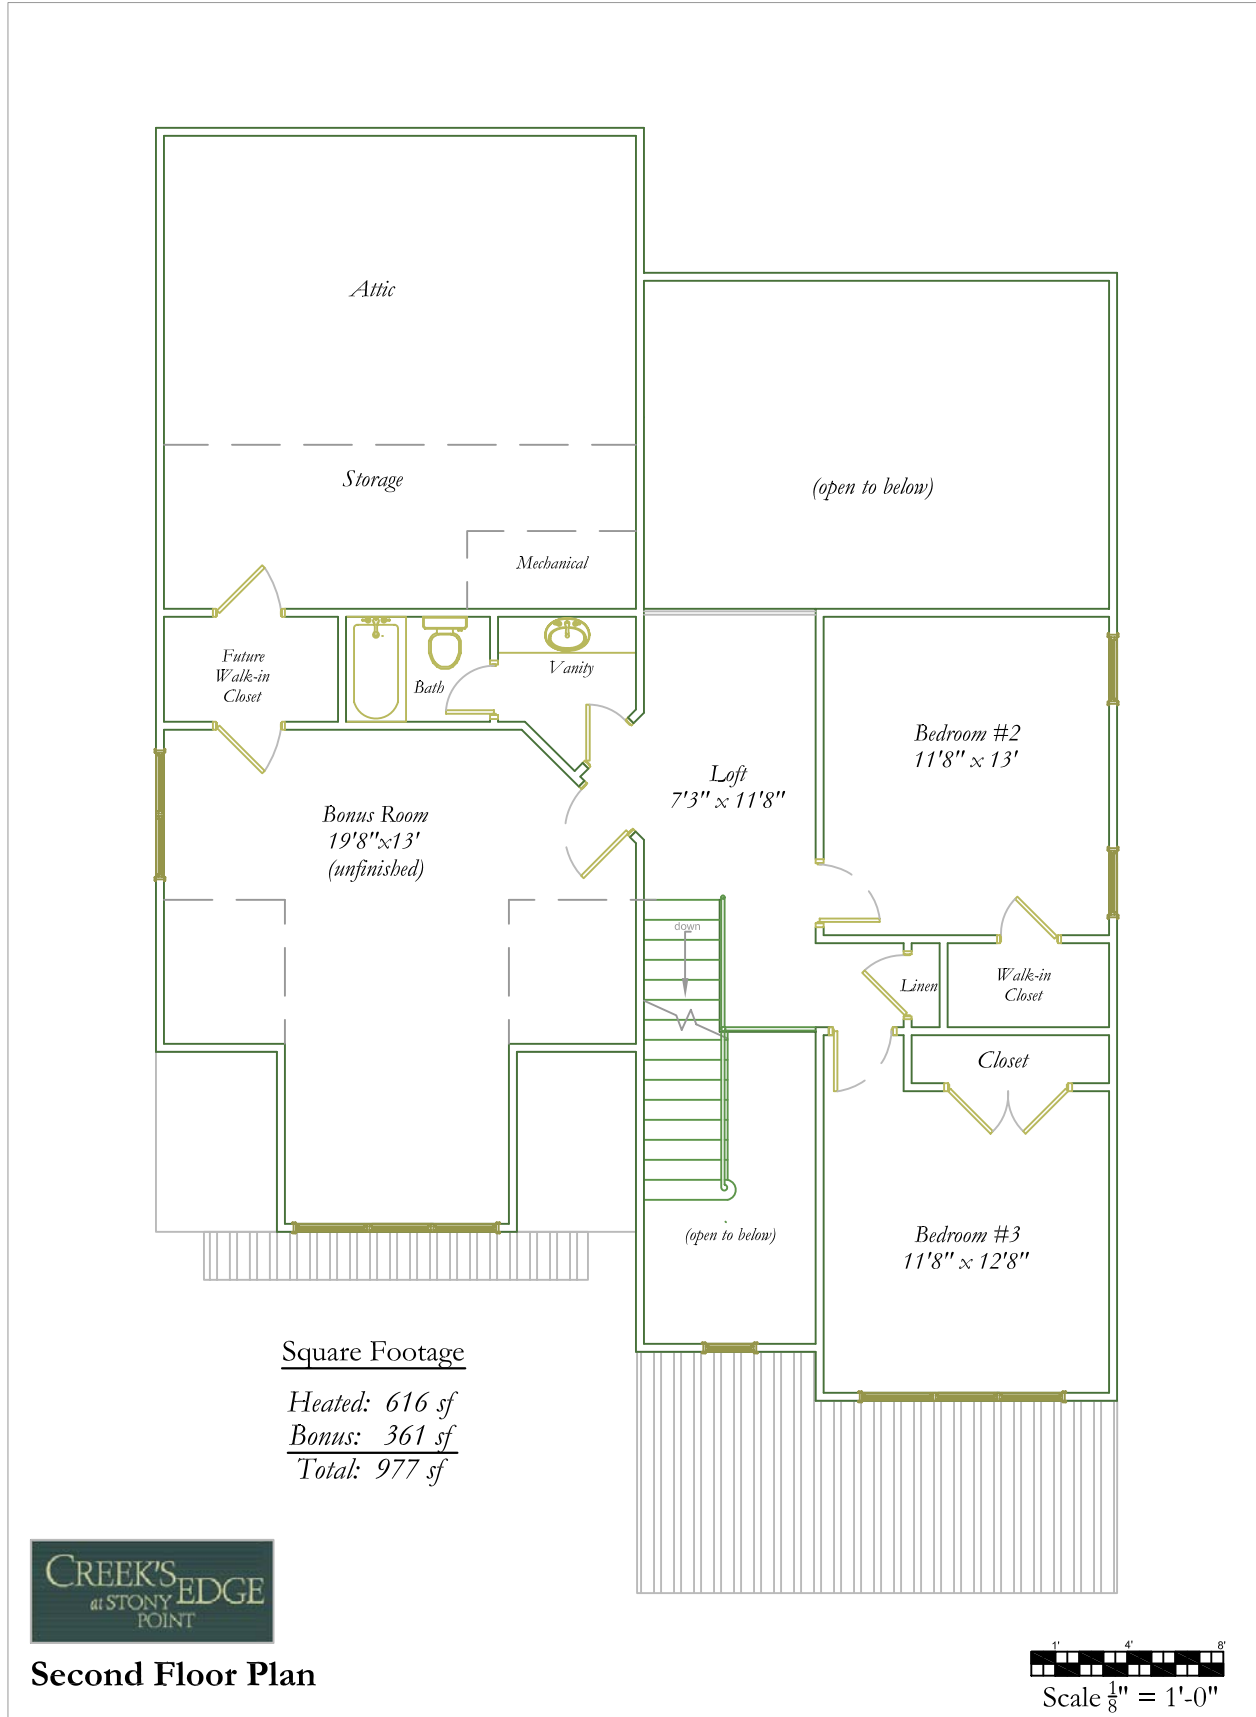 Attic
Storage
(open to below)
Mechanical
Future
Walk-in
Closet
Bath
Vanity
Bedroom #2
11'8" x 13'
Loft
7'3" x 11'8"
Bonus Room
19'8"x13'
(unfinished)
down
Linen
Walk-in
Closet
Closet
(open to below)
Bedroom #3
11'8" x 12'8"
Square Footage
Heated: 616 sf
Bonus: 361 sf
Total: 977 sf
CREEK'S
EDGE
at STONY
POINT
Second Floor Plan
1' 4' 8'
Scale 1/8" = 1'-0"